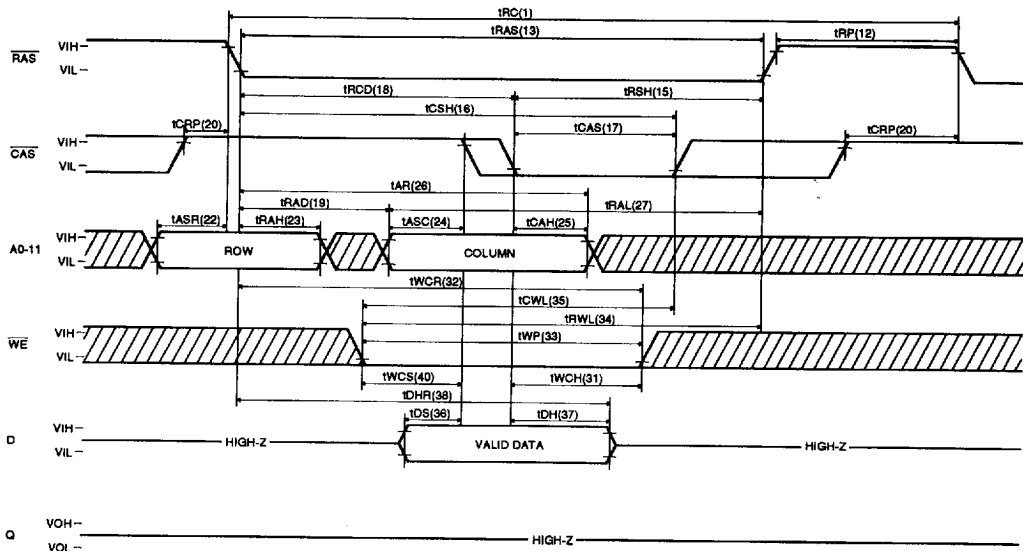 tRC(1)
tRAS(13)
tRP(12)
RAS
VIH
VIL
tRCD(18)
tRSH(15)
tCSH(16)
tCRP(20)
tCAS(17)
tCRP(20)
CAS
VIH
VIL
tAR(26)
tRAD(19)
tRAL(27)
tASR(22)
tRAH(23)
tASC(24)
tCAH(25)
A0-11
VIH
VIL
ROW
COLUMN
tWCR(32)
tCWL(35)
tRWL(34)
WE
VIH
VIL
tWP(33)
tWCS(40)
tWCH(31)
tDHR(38)
tDS(36)
tDH(37)
D
VIH
VIL
HIGH-Z
VALID DATA
HIGH-Z
Q
VOH
VOL
HIGH-Z